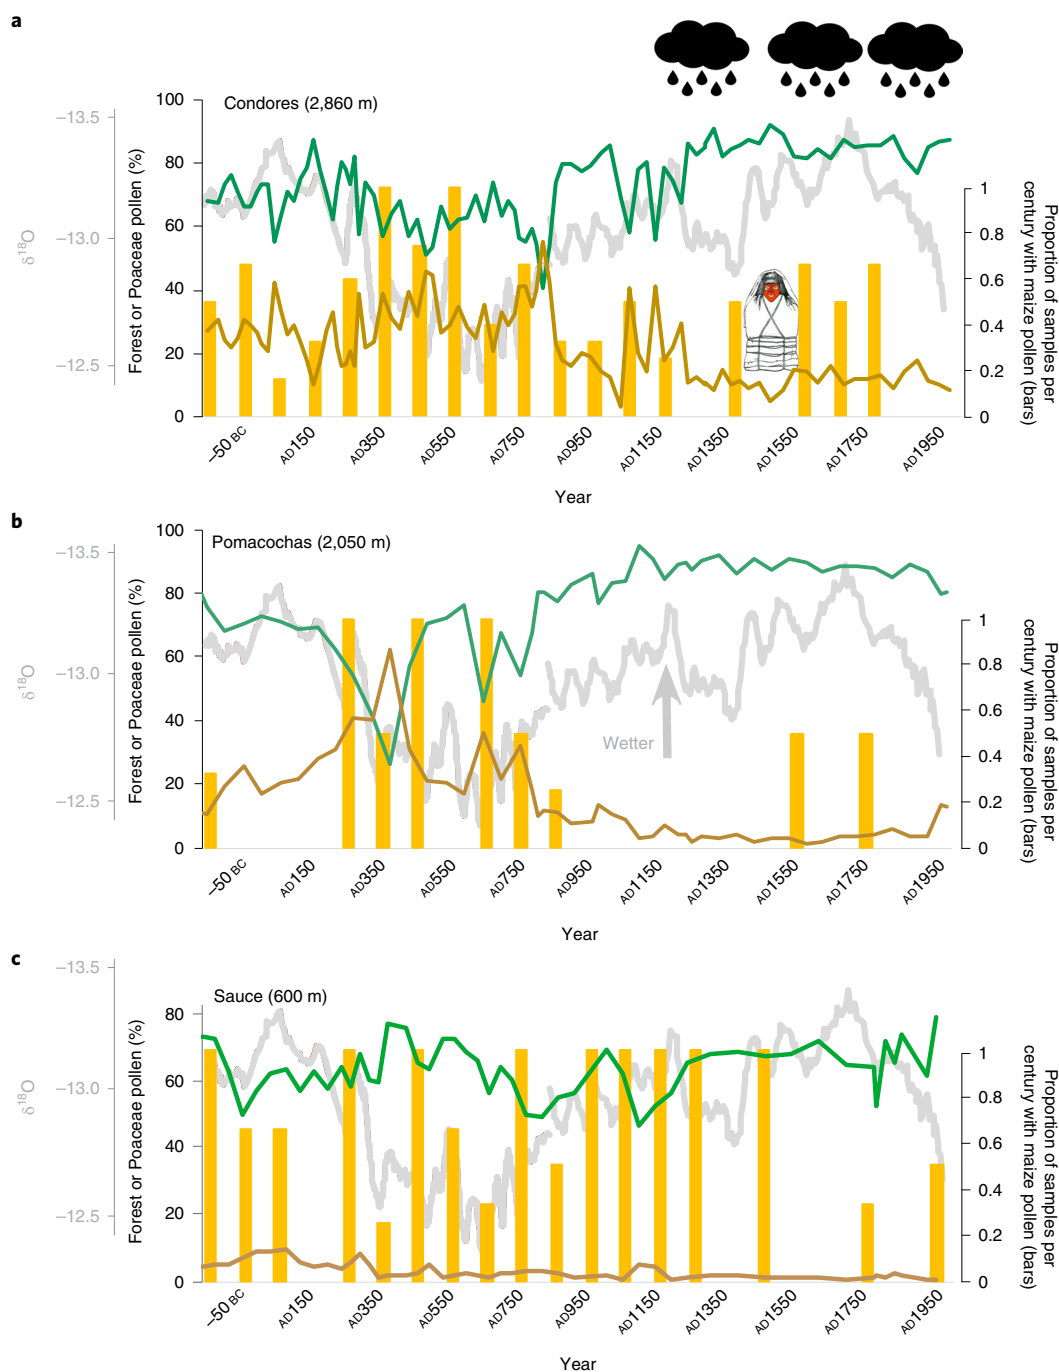 a
Condores (2,860 m)
−13.5
−13.0
−12.5
δ18O
100
80
60
40
20
0
Forest or Poaceae pollen (%)
1
0.8
0.6
0.4
0.2
0
Proportion of samples per
century with maize pollen (bars)
−50 BC
AD150
AD350
AD550
AD750
AD950
AD1150
AD1350
AD1550
AD1750
AD1950
Year
b
Pomacochas (2,050 m)
−13.5
−13.0
−12.5
δ18O
100
80
60
40
20
0
Forest or Poaceae pollen (%)
Wetter
1
0.8
0.6
0.4
0.2
0
Proportion of samples per
century with maize pollen (bars)
−50 BC
AD150
AD350
AD550
AD750
AD950
AD1150
AD1350
AD1550
AD1750
AD1950
Year
c
Sauce (600 m)
−13.5
−13.0
−12.5
δ18O
80
60
40
20
0
Forest or Poaceae pollen (%)
1
0.8
0.6
0.4
0.2
0
Proportion of samples per
century with maize pollen (bars)
−50 BC
AD150
AD350
AD550
AD750
AD950
AD1150
AD1350
AD1550
AD1750
AD1950
Year